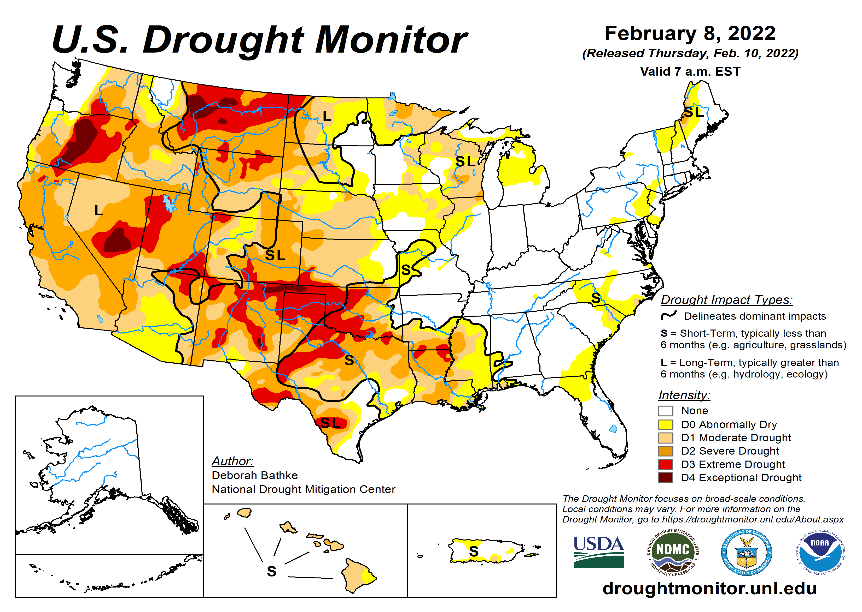 U.S. Drought Monitor
February 8, 2022
(Released Thursday, Feb. 10, 2022)
Valid 7 a.m. EST
L
SL
SL
L
SL
S
S
S
SL
Drought Impact Types:
Delineates dominant impacts
S = Short-Term, typically less than
6 months (e.g. agriculture, grasslands)
L = Long-Term, typically greater than
6 months (e.g. hydrology, ecology)
Intensity:
None
D0 Abnormally Dry
D1 Moderate Drought
D2 Severe Drought
D3 Extreme Drought
D4 Exceptional Drought
Author:
Deborah Bathke
National Drought Mitigation Center
S
S
The Drought Monitor focuses on broad-scale conditions.
Local conditions may vary. For more information on the
Drought Monitor, go to https://droughtmonitor.unl.edu/About.aspx
USDA
NDMC
NOAA
droughtmonitor.unl.edu